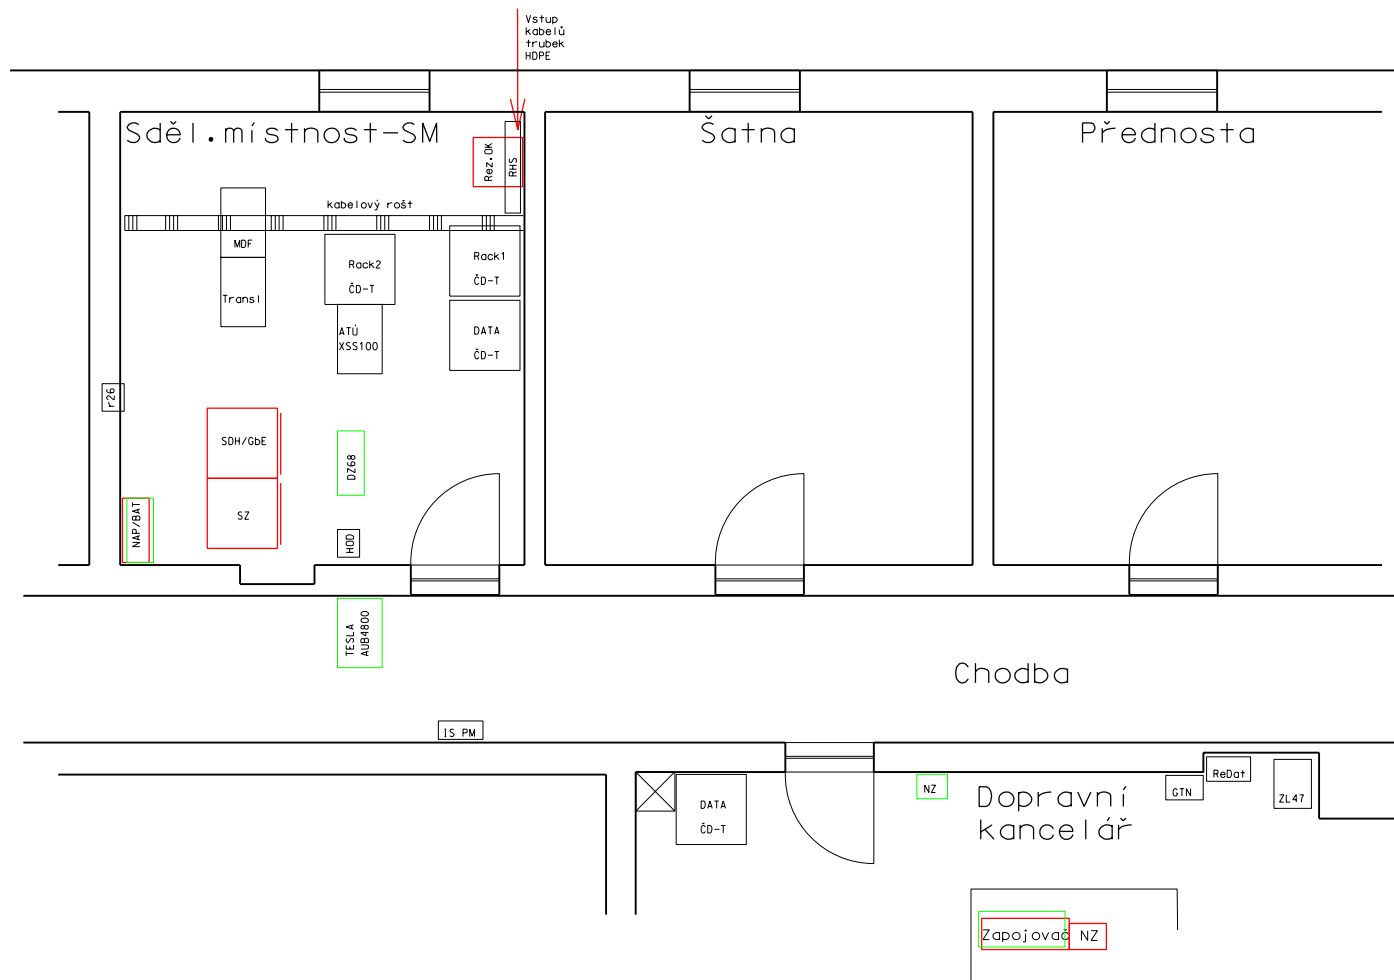 Vstup
kabelů
trubek
HDPE
Sděl.místnost-SM
Šatna
Přednosta
Rez.OK
RHS
kabelový rošt
MDF
Transl
Rack2
ČD-T
Rack1
ČD-T
ATÚ
XSS100
DATA
ČD-T
r26
SDH/GbE
SZ
DZ68
NAP/BAT
HOD
TESLA
AUB4800
Chodba
IS PM
DATA
ČD-T
NZ
Dopravní
kancelář
GTN
ReDat
ZL47
Zapojovač
NZ